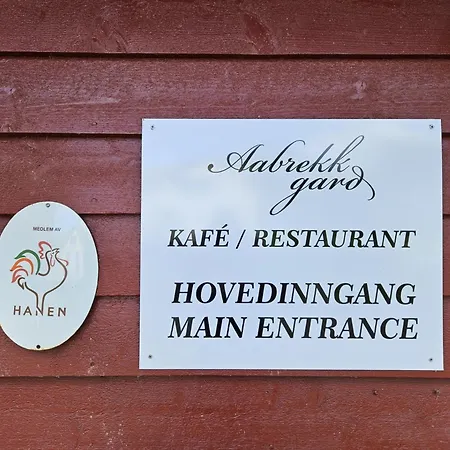 MEDLEM AV
HANEN
Aabrekk
gard
KAFÉ / RESTAURANT
HOVEDINNGANG
MAIN ENTRANCE